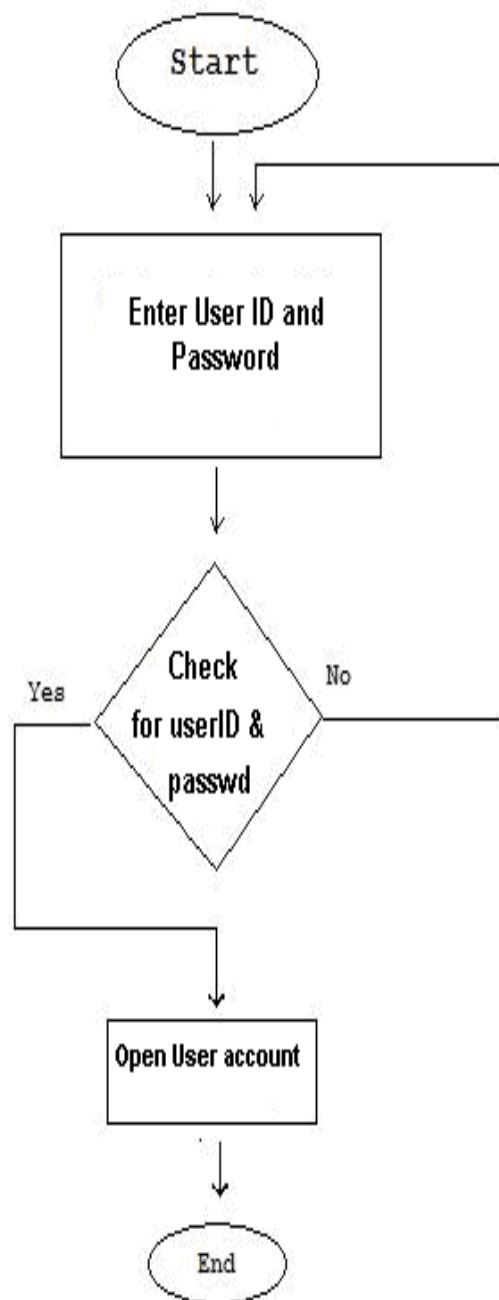 Start
Enter User ID and
Password
Check
for userID &
passwd
Yes
No
Open User account
End